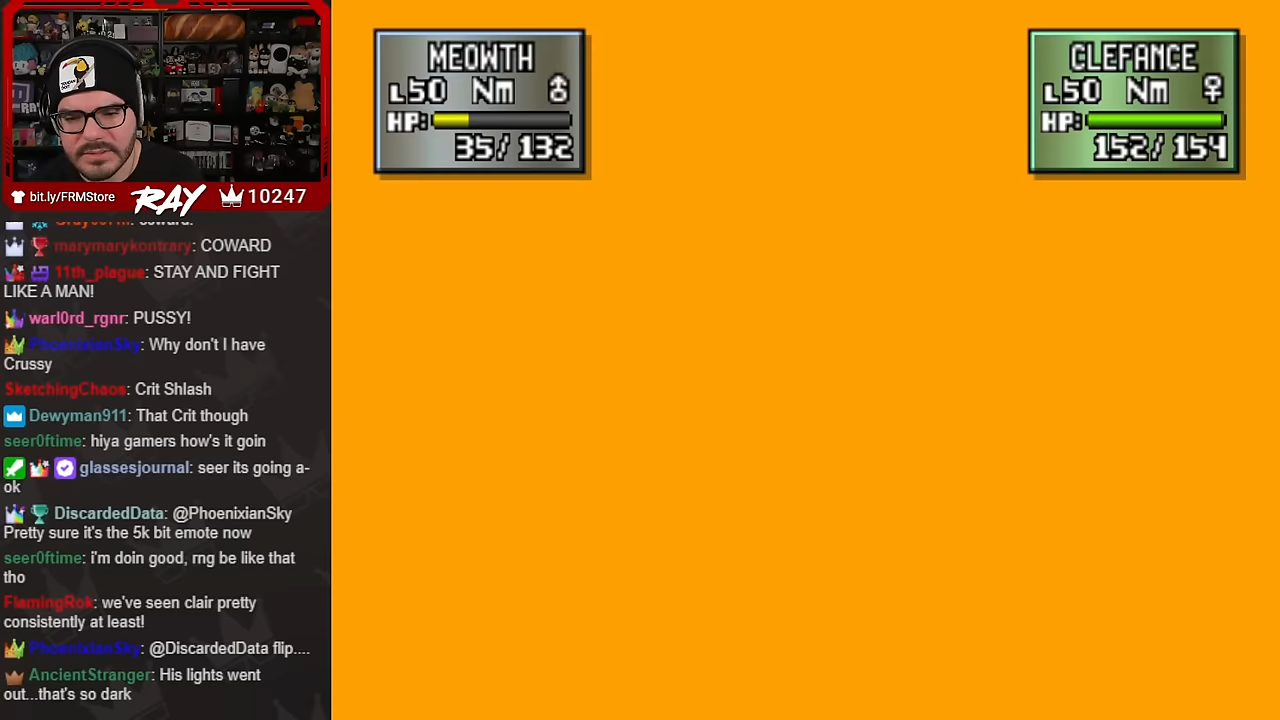 MEOWTH
L50 Nm ♂
HP:
35/132
CLEFANCE
L50 Nm ♀
HP:
152/154
bit.ly/FRMStore RAY 10247
marymarykontrary: COWARD
11th_plague: STAY AND FIGHT
LIKE A MAN!
warl0rd_rgnr: PUSSY!
PhoenixianSky: Why don't I have
Crussy
SketchingChaos: Crit Shlash
Dewyman911: That Crit though
seer0ftime: hiya gamers how's it goin
glassesjournal: seer its going a-
ok
DiscardedData: @PhoenixianSky
Pretty sure it's the 5k bit emote now
seer0ftime: i'm doin good, rng be like that
tho
FlamingRok: we've seen clair pretty
consistently at least!
PhoenixianSky: @DiscardedData flip....
AncientStranger: His lights went
out...that's so dark